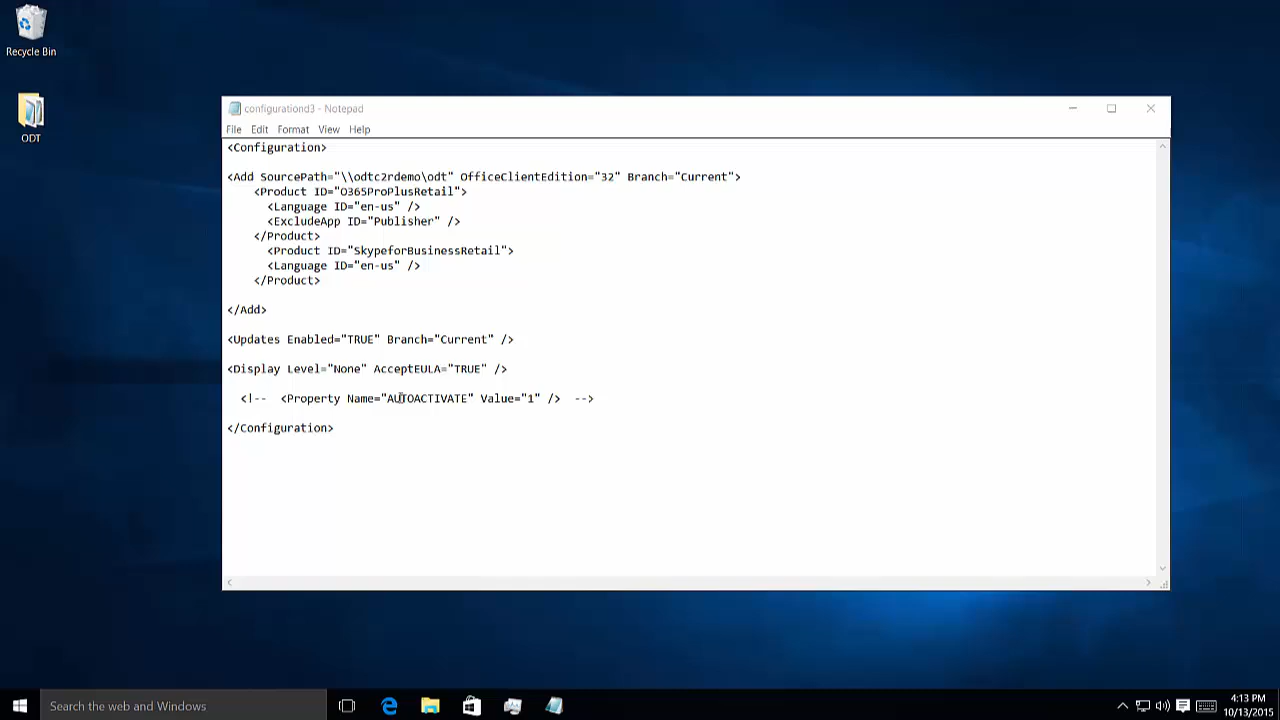 Recycle Bin
ODT
configurationd3 - Notepad
File Edit Format View Help
<Configuration>
<Add SourcePath="\\odtc2rdemo\odt" OfficeClientEdition="32" Branch="Current">
<Product ID="O365ProPlusRetail">
<Language ID="en-us" />
<ExcludeApp ID="Publisher" />
</Product>
<Product ID="SkypeforBusinessRetail">
<Language ID="en-us" />
</Product>
</Add>
<Updates Enabled="TRUE" Branch="Current" />
<Display Level="None" AcceptEULA="TRUE" />
<!-- <Property Name="AUTOACTIVATE" Value="1" /> -->
</Configuration>
Search the web and Windows
4:13 PM
10/13/2015